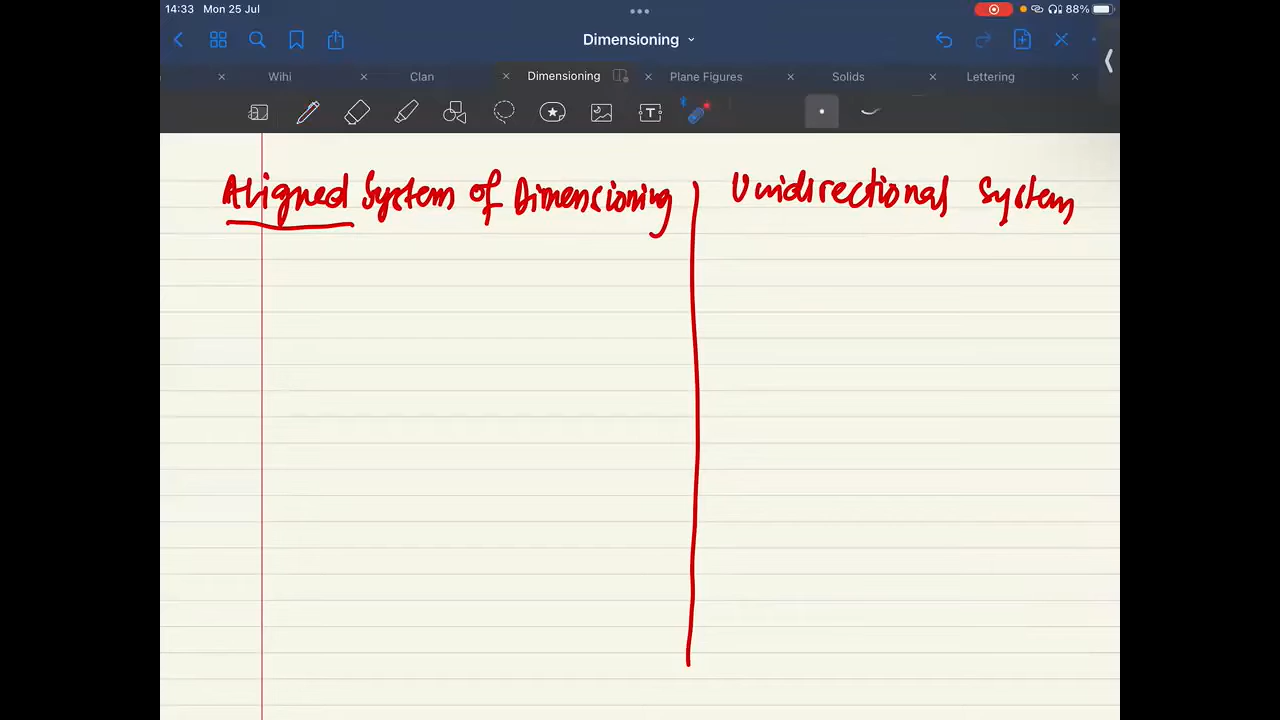 14:33 Mon 25 Jul
88%
Dimensioning
Wihi
Clan
Dimensioning
Plane Figures
Solids
Lettering
T
Aligned System of Dimensioning
Unidirectional System